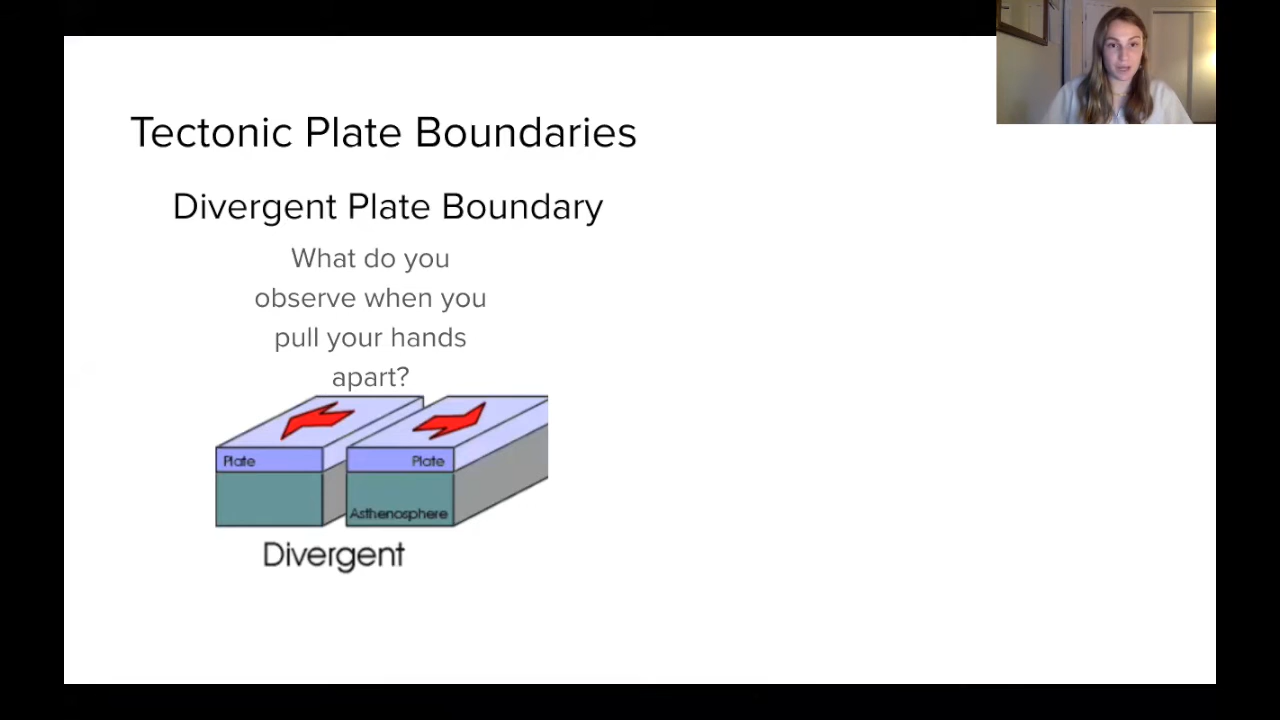 Tectonic Plate Boundaries
Divergent Plate Boundary
What do you
observe when you
pull your hands
apart?
Plate
Plate
Asthenosphere
Divergent